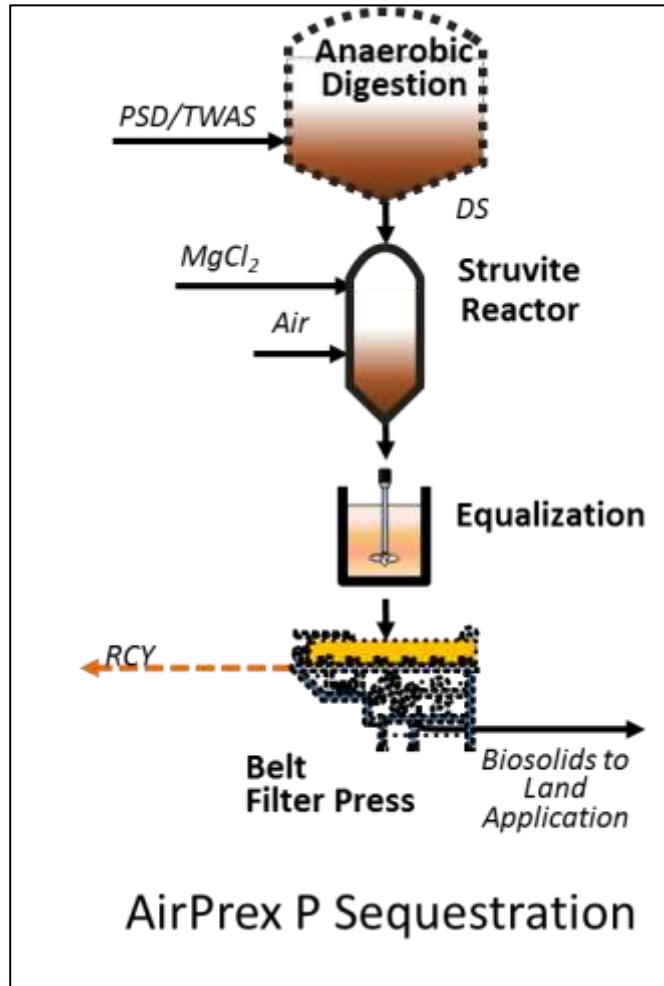 Anaerobic
Digestion
PSD/TWAS
DS
MgCl₂
Struvite
Reactor
Air
Equalization
RCY
Belt
Filter Press
Biosolids to
Land
Application
AirPrex P Sequestration